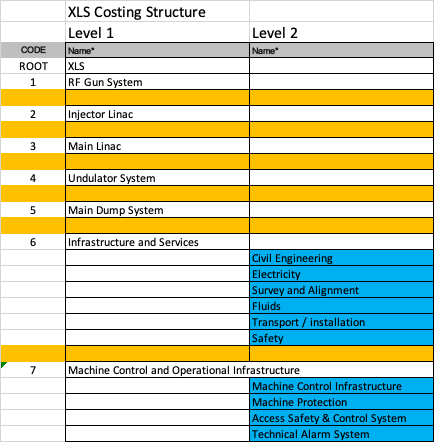 XLS Costing Structure
Level 1 Level 2
CODE Name* Name*
ROOT XLS
1 RF Gun System
2 Injector Linac
3 Main Linac
4 Undulator System
5 Main Dump System
6 Infrastructure and Services
Civil Engineering
Electricity
Survey and Alignment
Fluids
Transport / installation
Safety
7 Machine Control and Operational Infrastructure
Machine Control Infrastructure
Machine Protection
Access Safety & Control System
Technical Alarm System